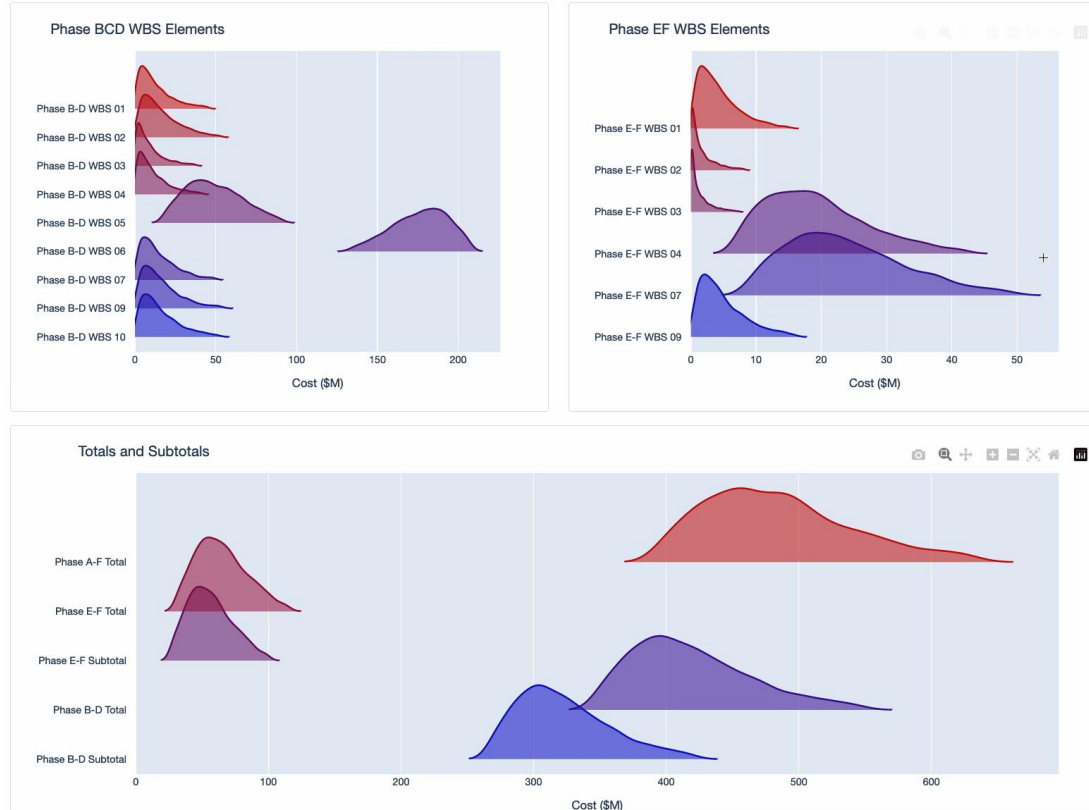 Phase BCD WBS Elements
Phase B-D WBS 01
Phase B-D WBS 02
Phase B-D WBS 03
Phase B-D WBS 04
Phase B-D WBS 05
Phase B-D WBS 06
Phase B-D WBS 07
Phase B-D WBS 09
Phase B-D WBS 10
0 50 100 150 200
Cost ($M)
Phase EF WBS Elements
Phase E-F WBS 01
Phase E-F WBS 02
Phase E-F WBS 03
Phase E-F WBS 04
Phase E-F WBS 07
Phase E-F WBS 09
0 10 20 30 40 50
Cost ($M)
Totals and Subtotals
Phase A-F Total
Phase E-F Total
Phase E-F Subtotal
Phase B-D Total
Phase B-D Subtotal
0 100 200 300 400 500 600
Cost ($M)